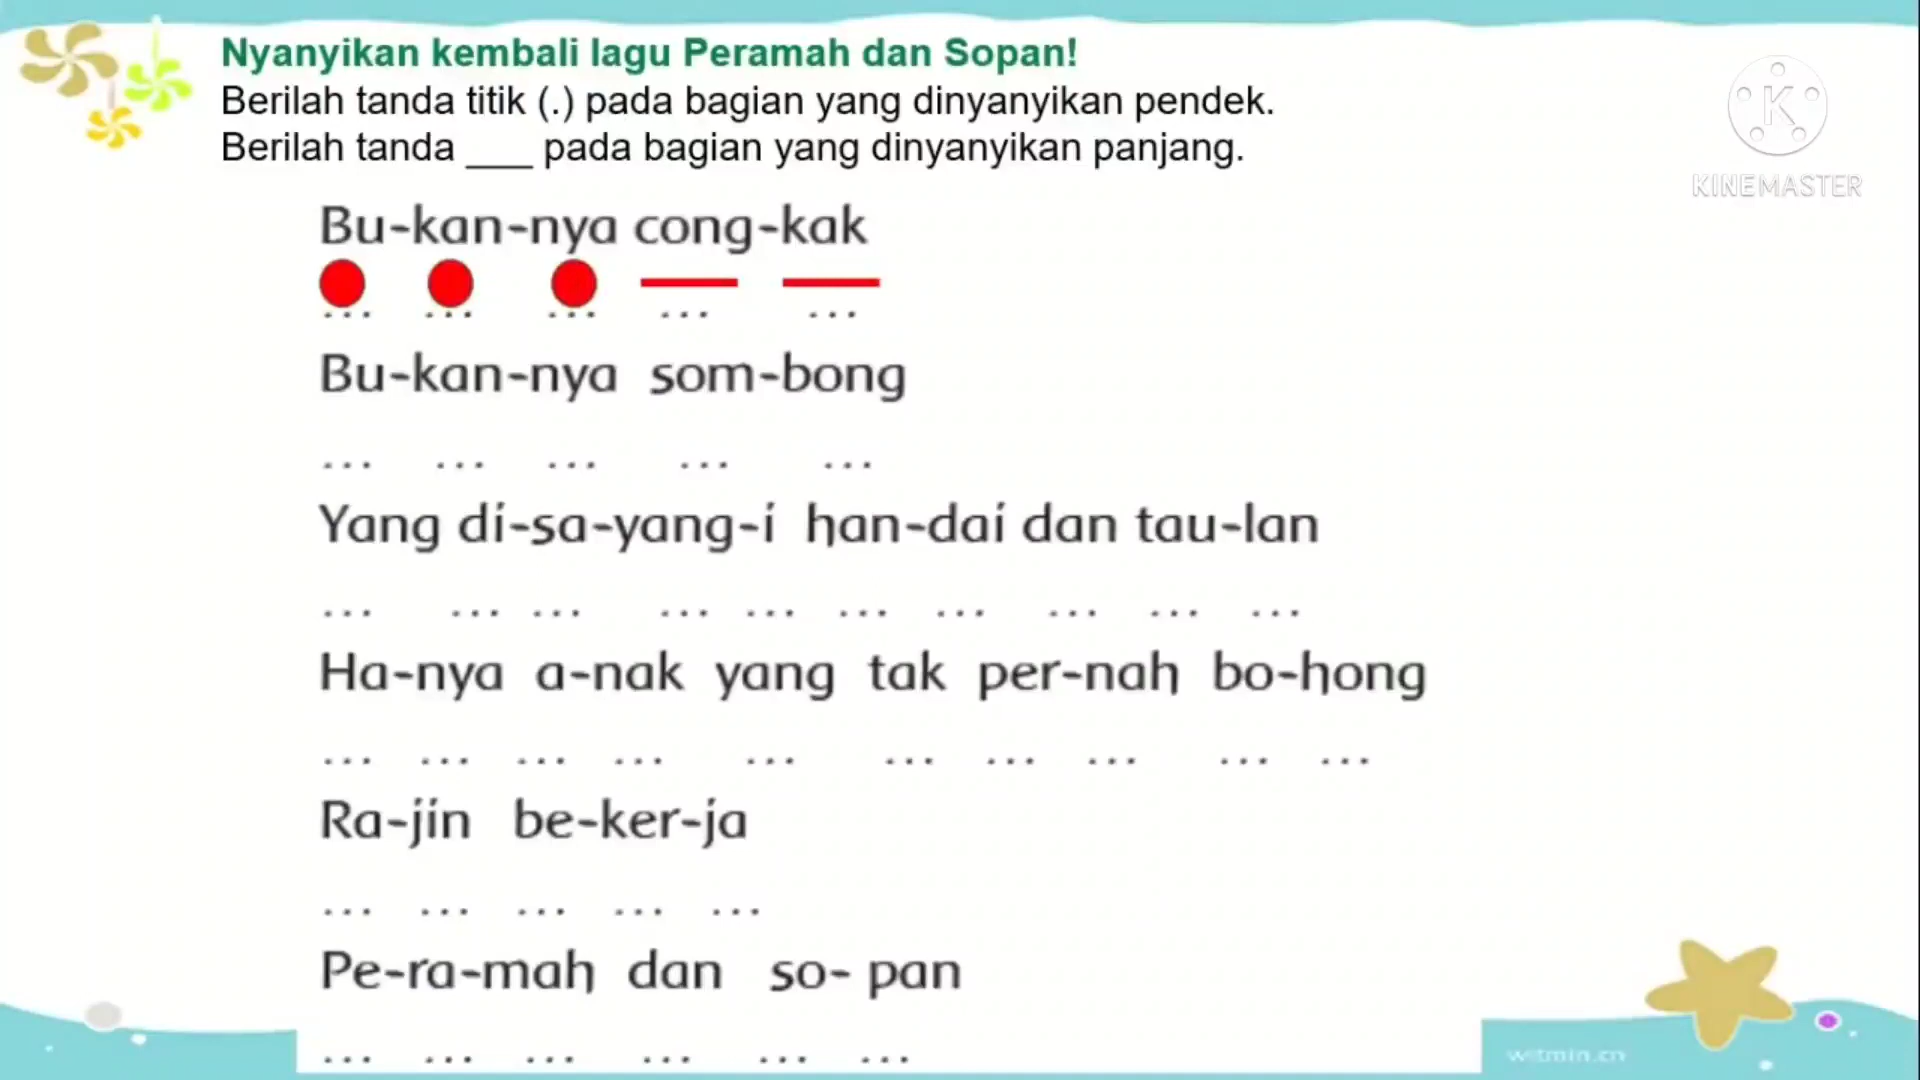 Nyanyikan kembali lagu Peramah dan Sopan!
Berilah tanda titik (.) pada bagian yang dinyanyikan pendek.
Berilah tanda ___ pada bagian yang dinyanyikan panjang.
K
KINEMASTER
Bu-kan-nya cong-kak
... ... ... ... ...
Bu-kan-nya som-bong
... ... ... ... ...
Yang di-sa-yang-i han-dai dan tau-lan
... ... ... ... ... ... ... ... ... ...
Ha-nya a-nak yang tak per-nah bo-hong
... ... ... ... ... ... ... ... ... ...
Ra-jin be-ker-ja
... ... ... ... ...
Pe-ra-mah dan so- pan
... ... ... ... ... ...
witmin.cn